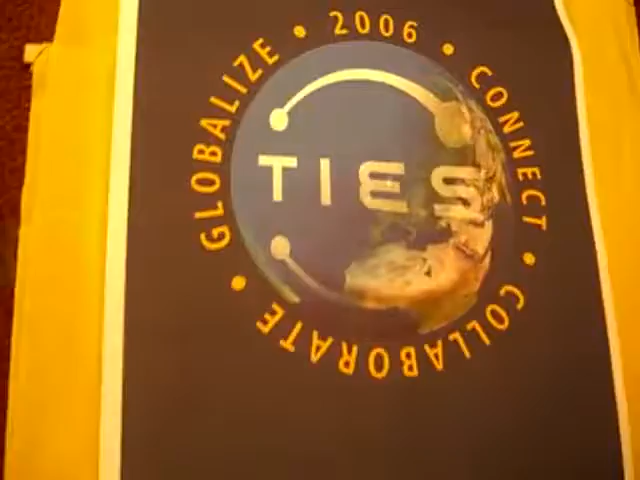 2006 • CONNECT • COLLABORATE • GLOBALIZE •
TIES